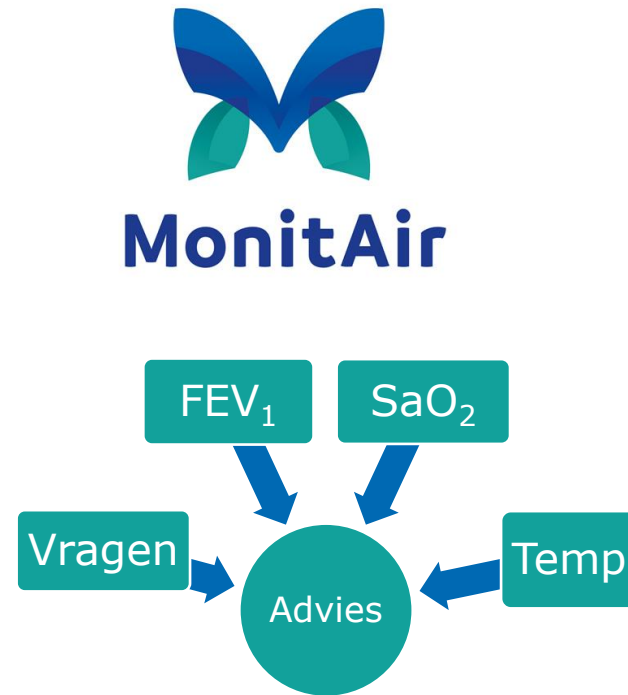 MonitAir
FEV₁
SaO₂
Vragen
Temp
Advies